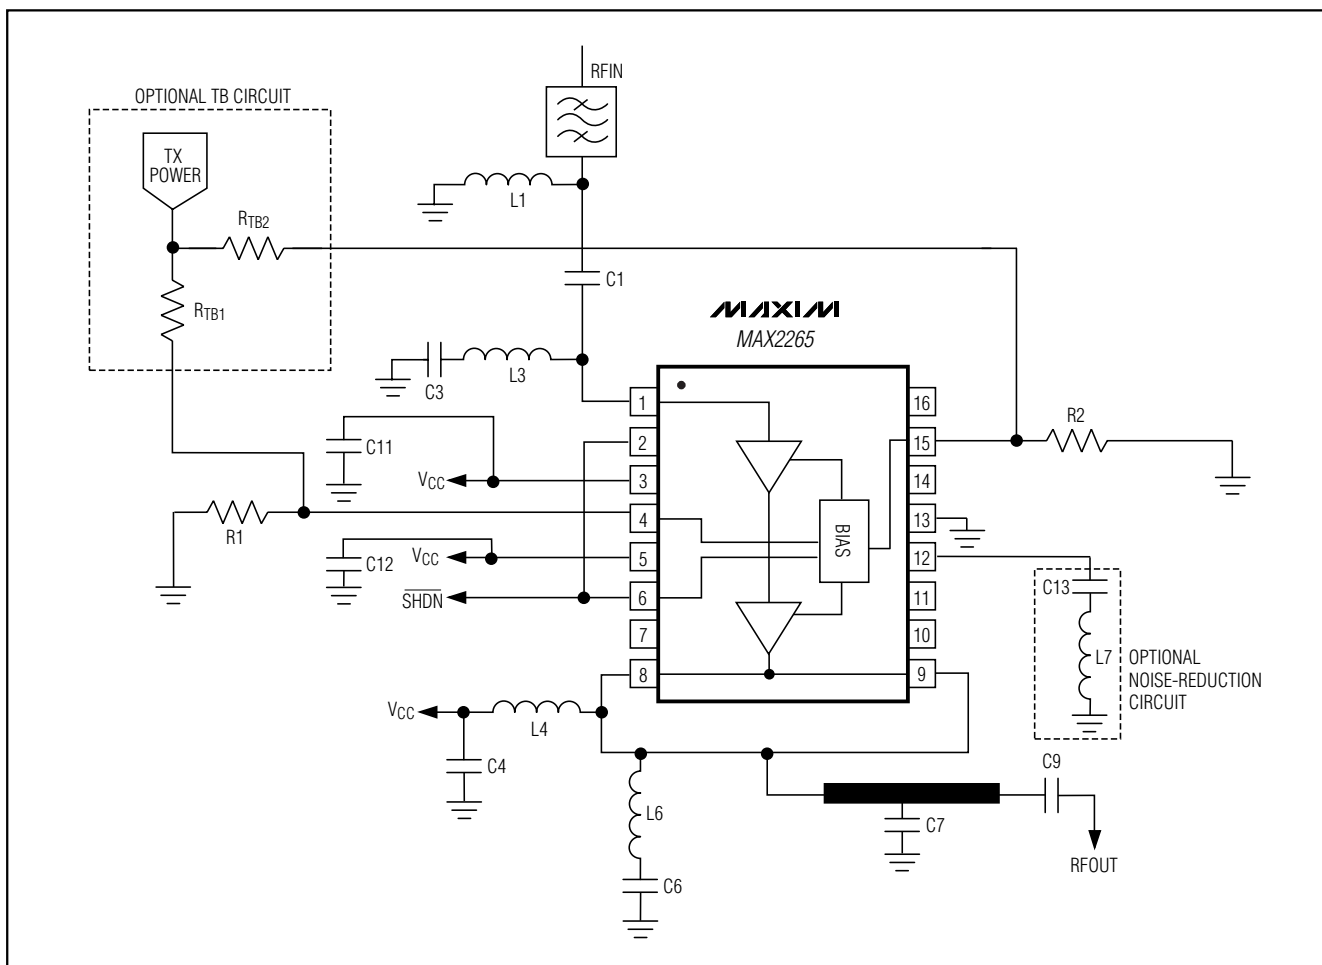 RFIN
OPTIONAL TB CIRCUIT
TX
POWER
L1
RTB2
C1
RTB1
MAXIM
MAX2265
C3
L3
1
16
C11
2
15
R2
VCC
3
14
R1
4
13
BIAS
C12
VCC
5
12
SHDN
6
11
C13
7
10
8
9
L7
OPTIONAL
NOISE-REDUCTION
CIRCUIT
VCC
L4
C4
C9
L6
C7
C6
RFOUT